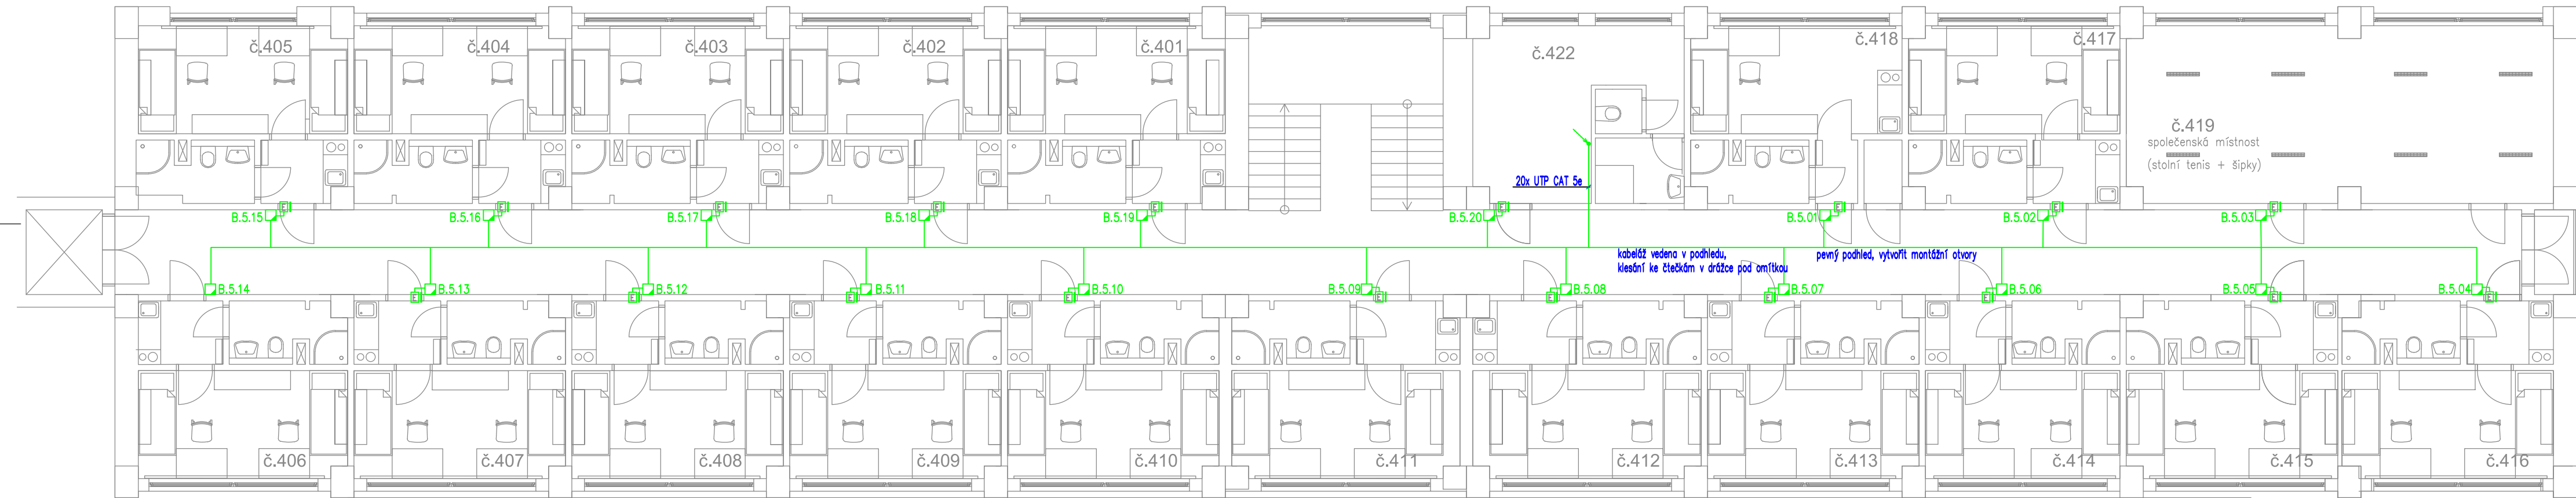 č.405
č.404
č.403
č.402
č.401
č.422
č.418
č.417
č.419
společenská místnost
(stolní tenis + šipky)
20x UTP CAT 5e
B.5.15
B.5.16
B.5.17
B.5.18
B.5.19
B.5.20
B.5.01
B.5.02
B.5.03
kabeláž vedena v podhledu,
klesání ke čtečkám v drážce pod omítkou
pevný podhled, vytvořit montážní otvory
B.5.14
B.5.13
B.5.12
B.5.11
B.5.10
B.5.09
B.5.08
B.5.07
B.5.06
B.5.05
B.5.04
č.406
č.407
č.408
č.409
č.410
č.411
č.412
č.413
č.414
č.415
č.416